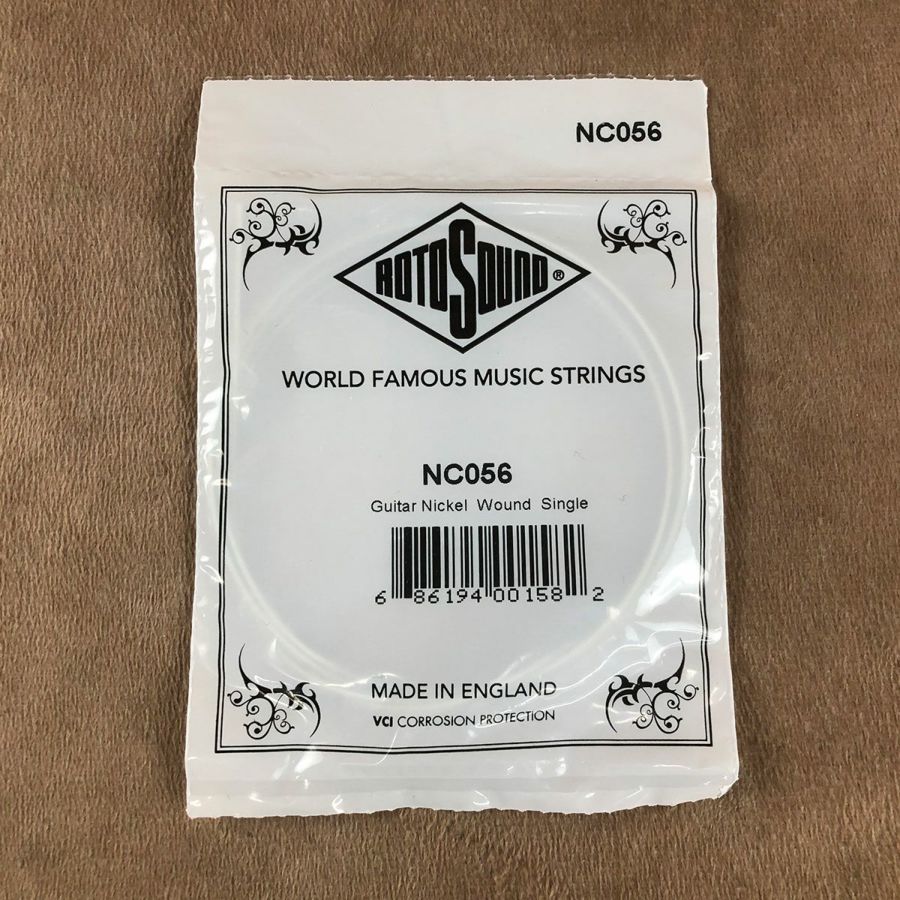 NC056
ROTOSOUND®
WORLD FAMOUS MUSIC STRINGS
NC056
Guitar Nickel Wound Single
6 86194 00158 2
MADE IN ENGLAND
VCI CORROSION PROTECTION